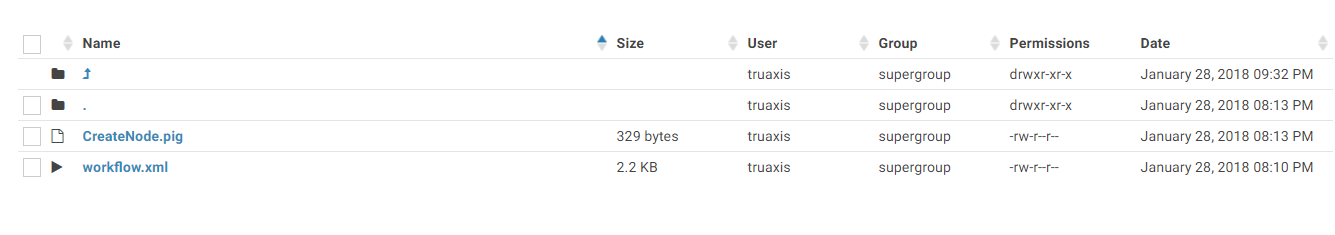 Name Size User Group Permissions Date
truaxis supergroup drwxr-xr-x January 28, 2018 09:32 PM
. truaxis supergroup drwxr-xr-x January 28, 2018 08:13 PM
CreateNode.pig 329 bytes truaxis supergroup -rw-r--r-- January 28, 2018 08:13 PM
workflow.xml 2.2 KB truaxis supergroup -rw-r--r-- January 28, 2018 08:10 PM